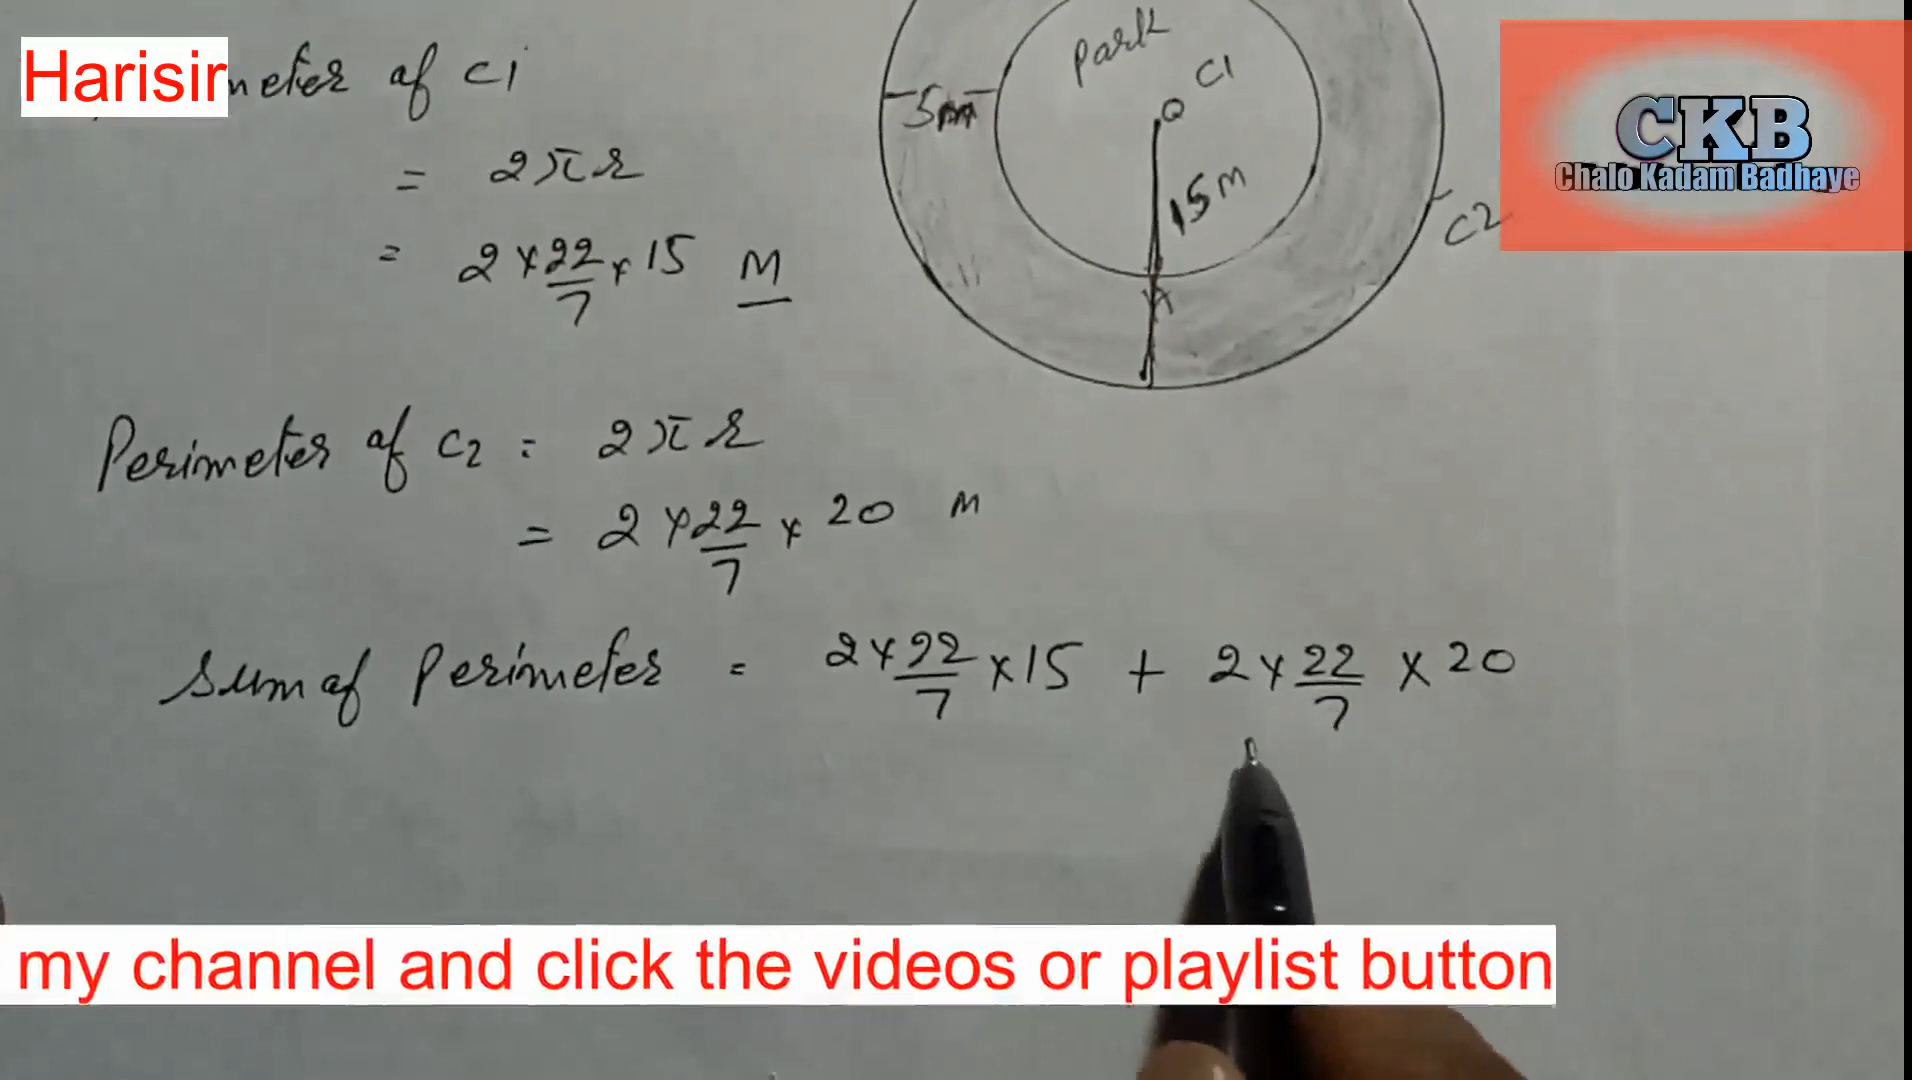 Harisir
meter of C1
= 2πr
= 2 × 22/7 × 15 M
Park
C1
O
5m
15M
C2
CKB
Chalo Kadam Badhaye
Perimeter of C2 = 2πr
= 2 × 22/7 × 20 M
Sum of Perimeter = 2 × 22/7 × 15 + 2 × 22/7 × 20
my channel and click the videos or playlist button